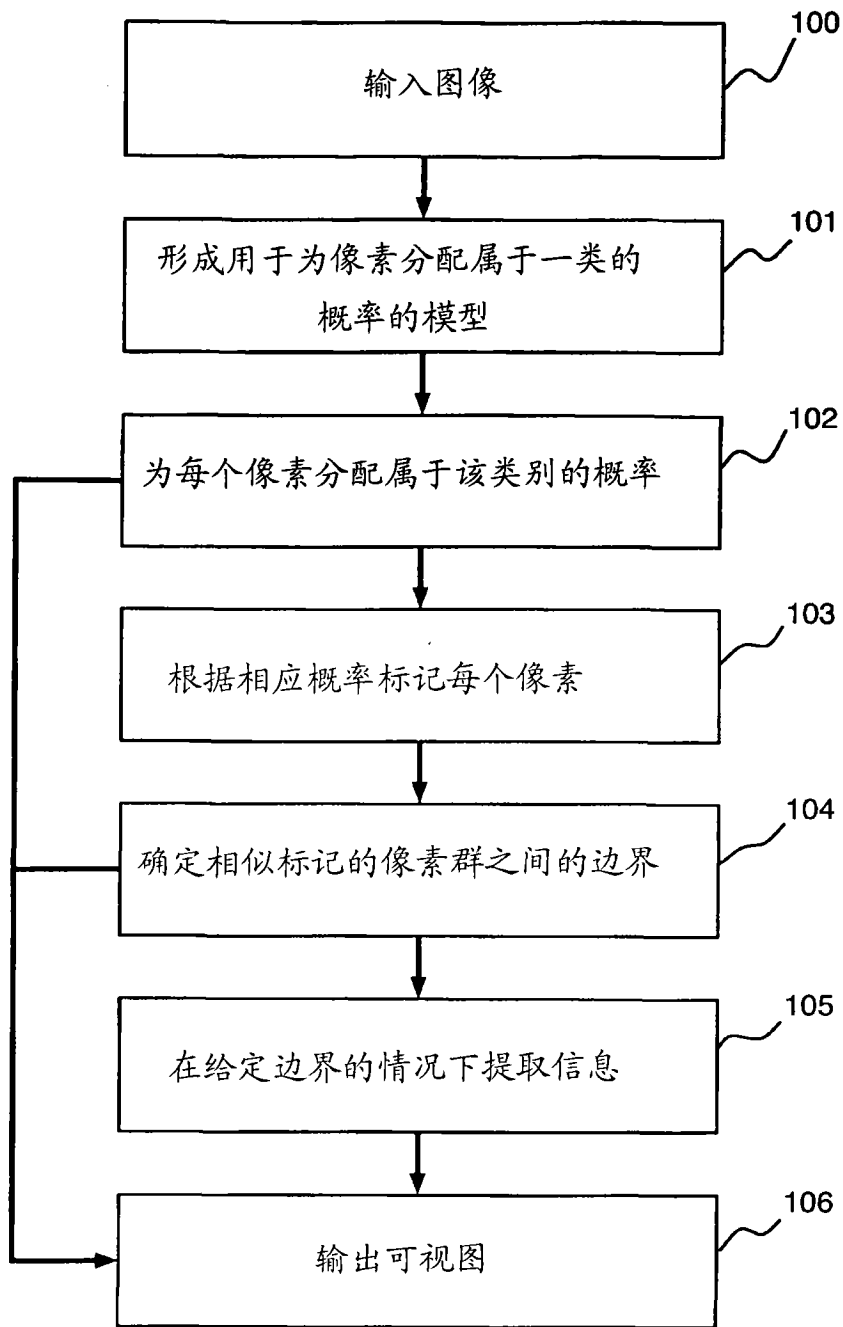 100
输入图像
101
形成用于为像素分配属于一类的
概率的模型
102
为每个像素分配属于该类别的概率
103
根据相应概率标记每个像素
104
确定相似标记的像素群之间的边界
105
在给定边界的情况下提取信息
106
输出可视图